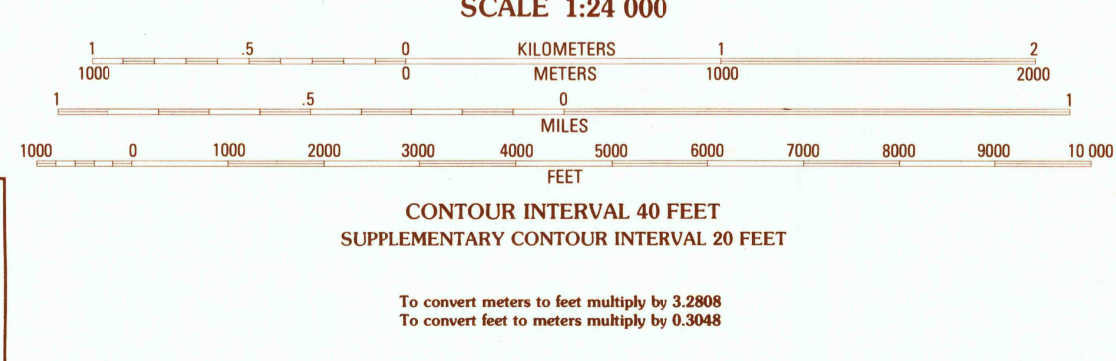 SCALE 1:24 000
1 .5 0 KILOMETERS 1 2
1000 0 METERS 1000 2000
1 .5 0 1
MILES
1000 0 1000 2000 3000 4000 5000 6000 7000 8000 9000 10 000
FEET
CONTOUR INTERVAL 40 FEET
SUPPLEMENTARY CONTOUR INTERVAL 20 FEET
To convert meters to feet multiply by 3.2808
To convert feet to meters multiply by 0.3048